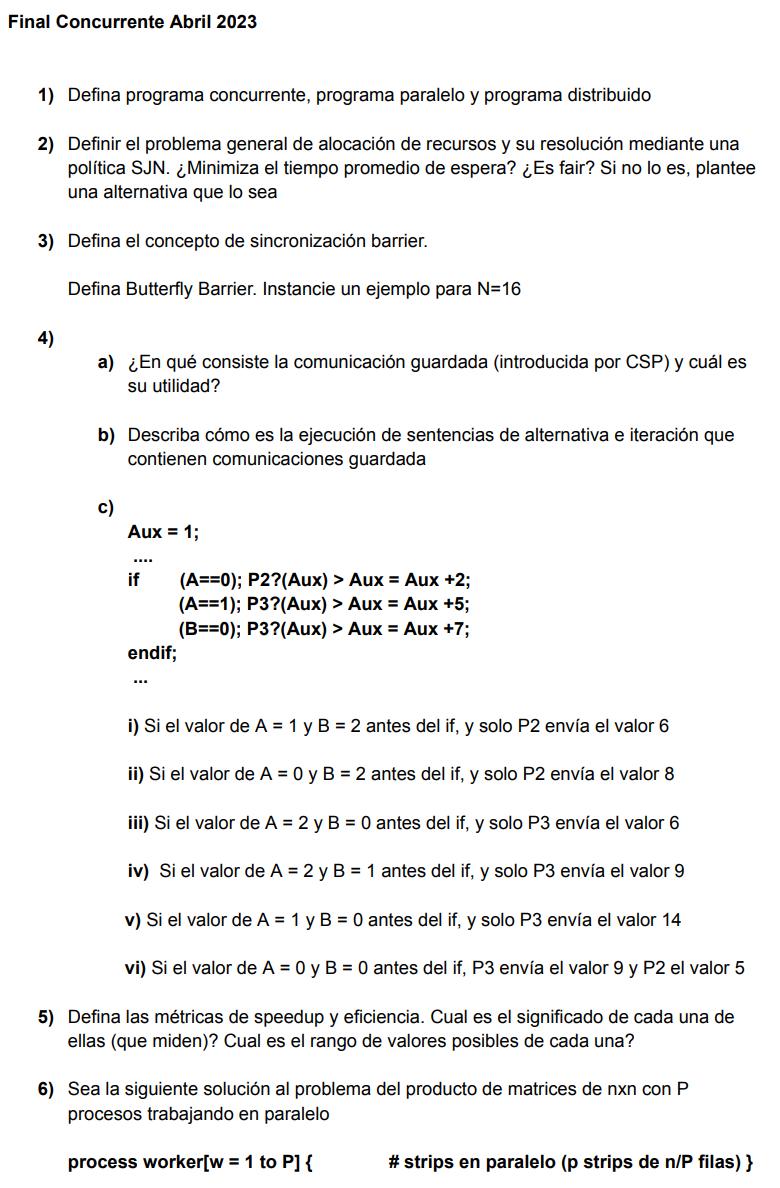 Final Concurrente Abril 2023
1) Defina programa concurrente, programa paralelo y programa distribuido
2) Definir el problema general de alocación de recursos y su resolución mediante una
política SJN. ¿Minimiza el tiempo promedio de espera? ¿Es fair? Si no lo es, plantee
una alternativa que lo sea
3) Defina el concepto de sincronización barrier.
Defina Butterfly Barrier. Instancie un ejemplo para N=16
4)
a) ¿En qué consiste la comunicación guardada (introducida por CSP) y cuál es
su utilidad?
b) Describa cómo es la ejecución de sentencias de alternativa e iteración que
contienen comunicaciones guardada
c)
Aux = 1;
....
if (A==0); P2?(Aux) > Aux = Aux +2;
(A==1); P3?(Aux) > Aux = Aux +5;
(B==0); P3?(Aux) > Aux = Aux +7;
endif;
...
i) Si el valor de A = 1 y B = 2 antes del if, y solo P2 envía el valor 6
ii) Si el valor de A = 0 y B = 2 antes del if, y solo P2 envía el valor 8
iii) Si el valor de A = 2 y B = 0 antes del if, y solo P3 envía el valor 6
iv) Si el valor de A = 2 y B = 1 antes del if, y solo P3 envía el valor 9
v) Si el valor de A = 1 y B = 0 antes del if, y solo P3 envía el valor 14
vi) Si el valor de A = 0 y B = 0 antes del if, P3 envía el valor 9 y P2 el valor 5
5) Defina las métricas de speedup y eficiencia. Cual es el significado de cada una de
ellas (que miden)? Cual es el rango de valores posibles de cada una?
6) Sea la siguiente solución al problema del producto de matrices de nxn con P
procesos trabajando en paralelo
process worker[w = 1 to P] { # strips en paralelo (p strips de n/P filas) }